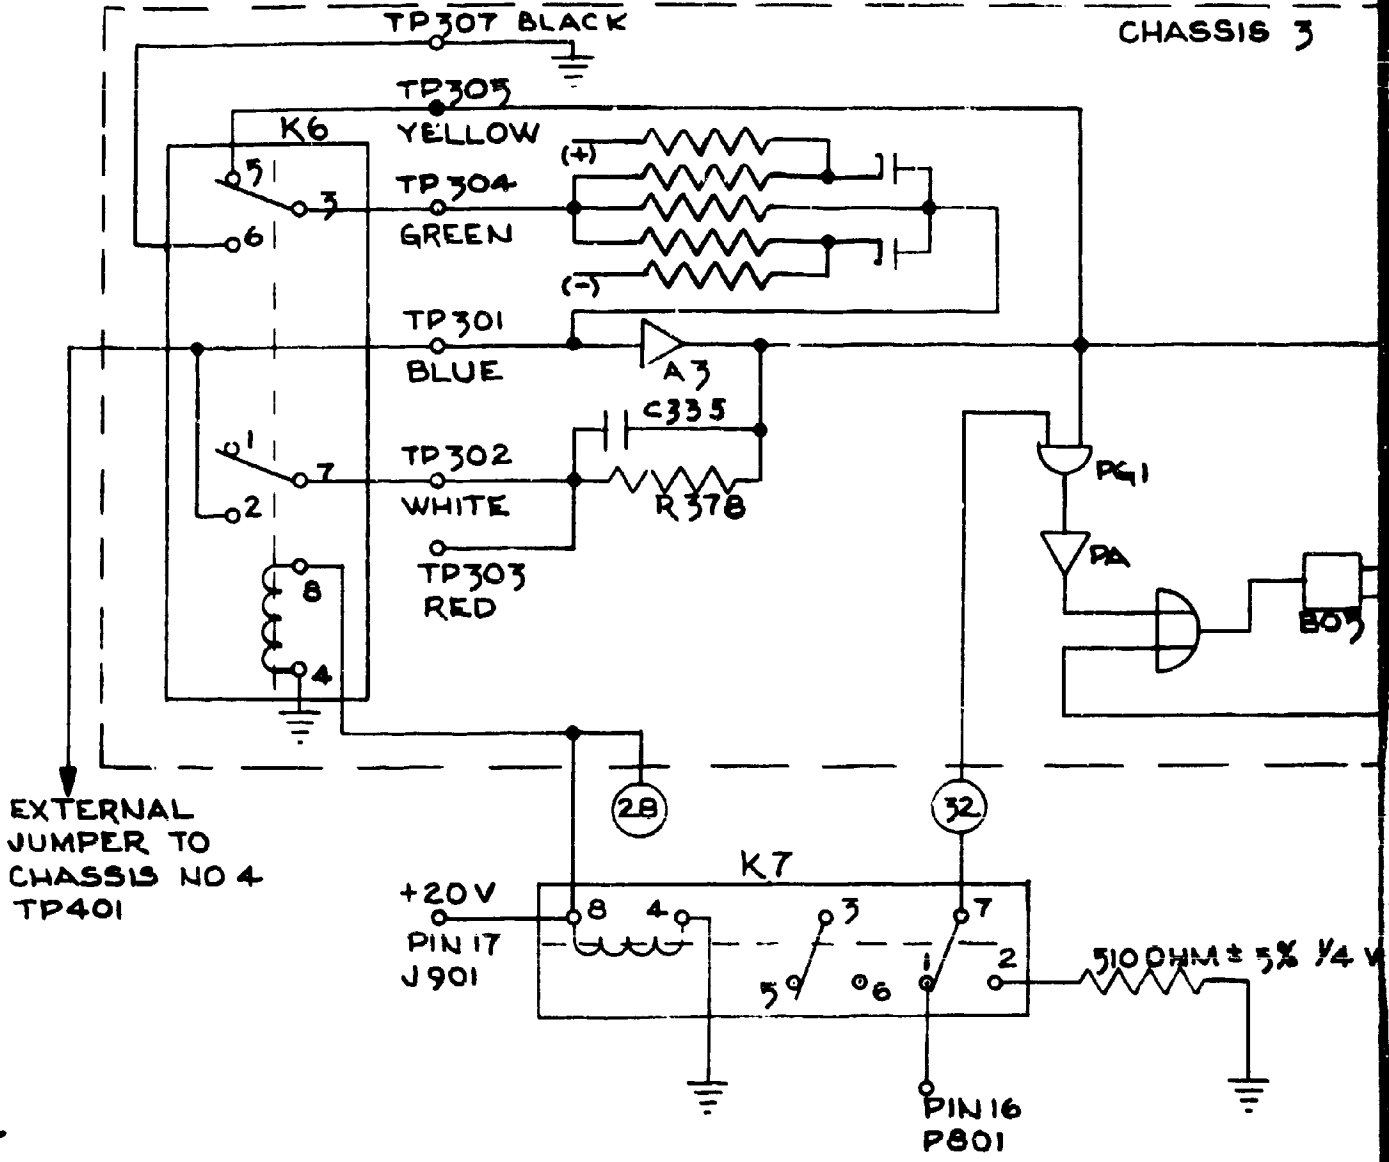 TP307 BLACK
CHASSIS 3
TP305
YELLOW
K6
(+)
5
TP304
3
GREEN
6
(-)
TP301
BLUE
A3
C335
1
TP302
7
WHITE
R378
2
PG1
PA
TP303
RED
8
B05
4
EXTERNAL
JUMPER TO
CHASSIS NO 4
TP401
28
32
K7
+20V
8
4
3
7
PIN 17
J901
1
2
510 OHM ± 5% 1/4
5
6
PIN 16
P801